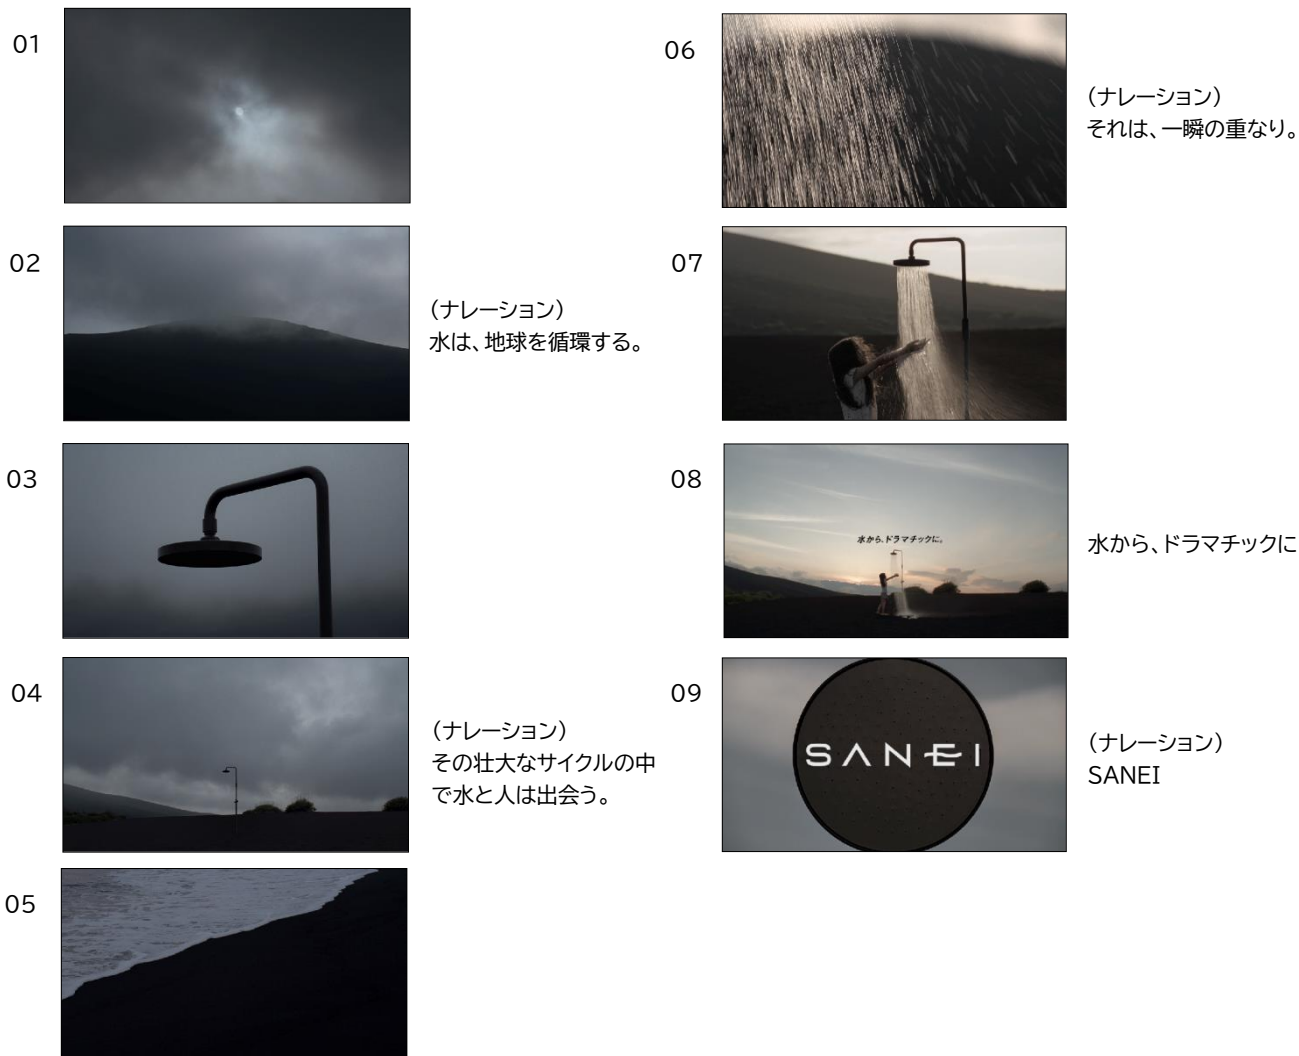 01
02
(ナレーション)
水は、地球を循環する。
03
04
(ナレーション)
その壮大なサイクルの中
で水と人は出会う。
05
06
(ナレーション)
それは、一瞬の重なり。
07
08
水から、ドラマチックに。
水から、ドラマチックに
09
SANEI
(ナレーション)
SANEI